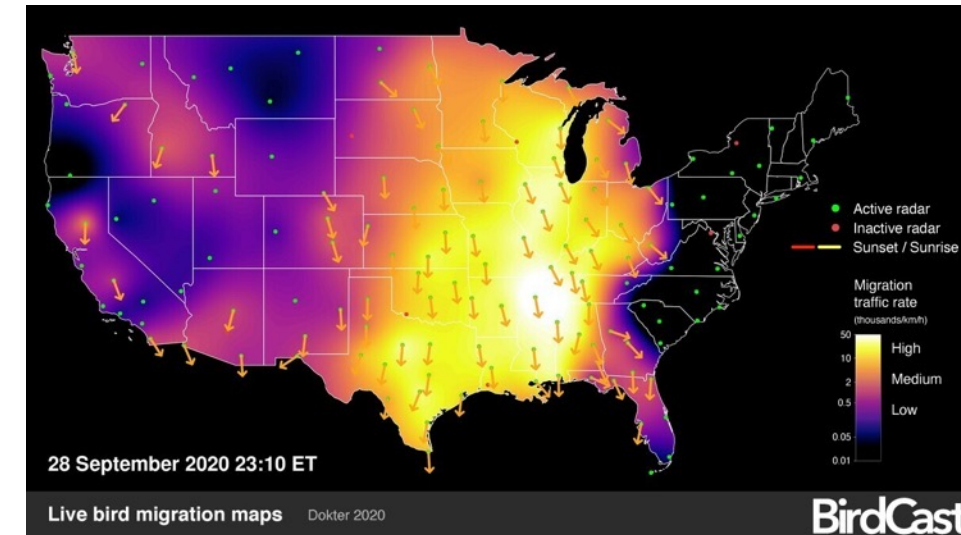 Active radar
Inactive radar
Sunset / Sunrise
Migration
traffic rate
(thousands/km/h)
50
10
2
0.5
0.05
0.01
High
Medium
Low
28 September 2020 23:10 ET
Live bird migration maps Dokter 2020
BirdCast